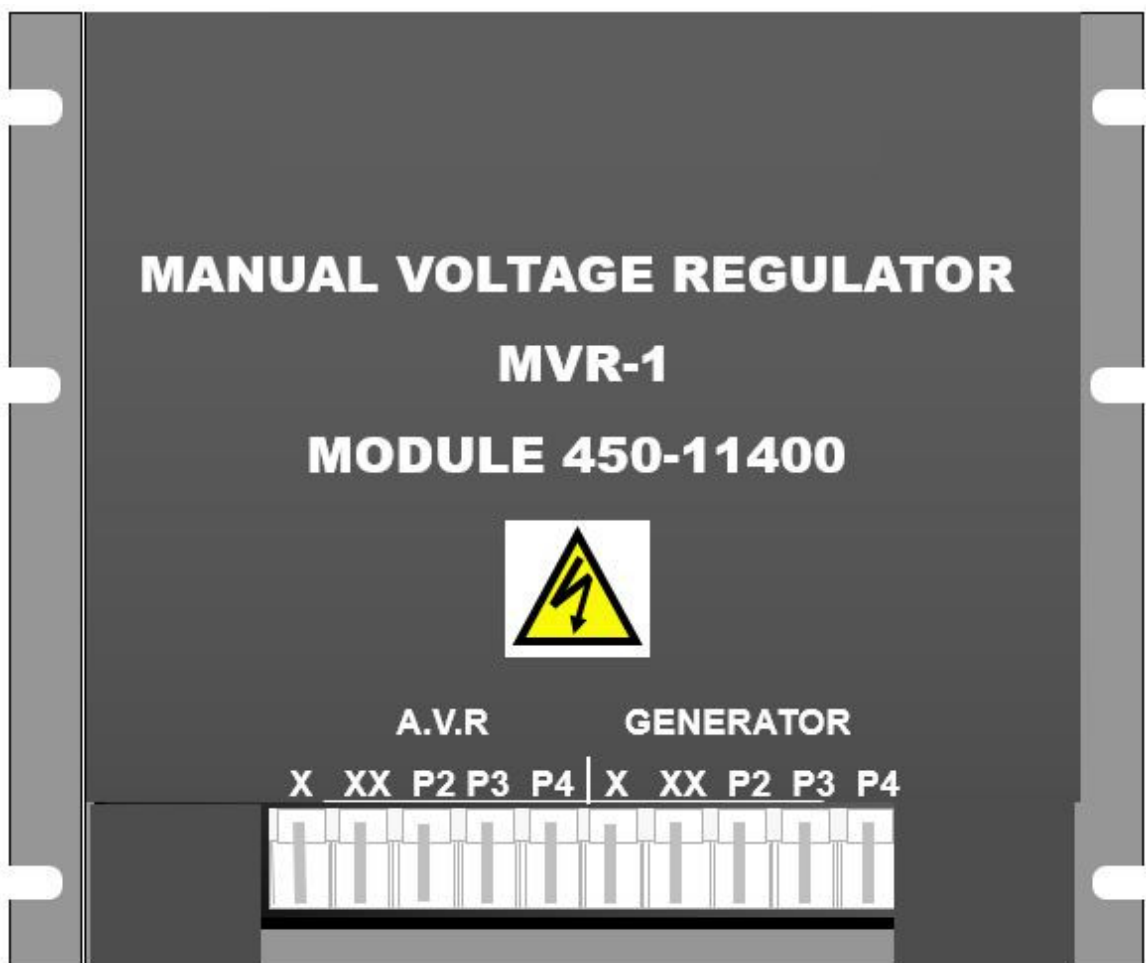 MANUAL VOLTAGE REGULATOR
MVR-1
MODULE 450-11400
A.V.R GENERATOR
X XX P2 P3 P4 X XX P2 P3 P4